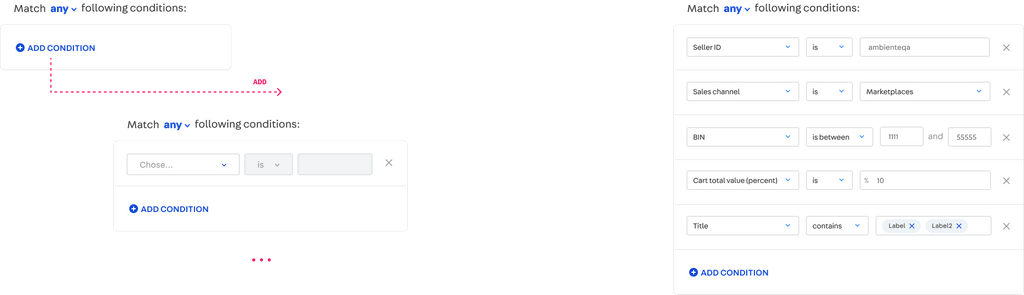 Match any following conditions:
ADD CONDITION
ADD
Match any following conditions:
Chose... is
ADD CONDITION
Match any following conditions:
Seller ID is ambienteqa
Sales channel is Marketplaces
BIN is between 1111 and 55555
Cart total value (percent) is % 10
Title contains Label Label2
ADD CONDITION